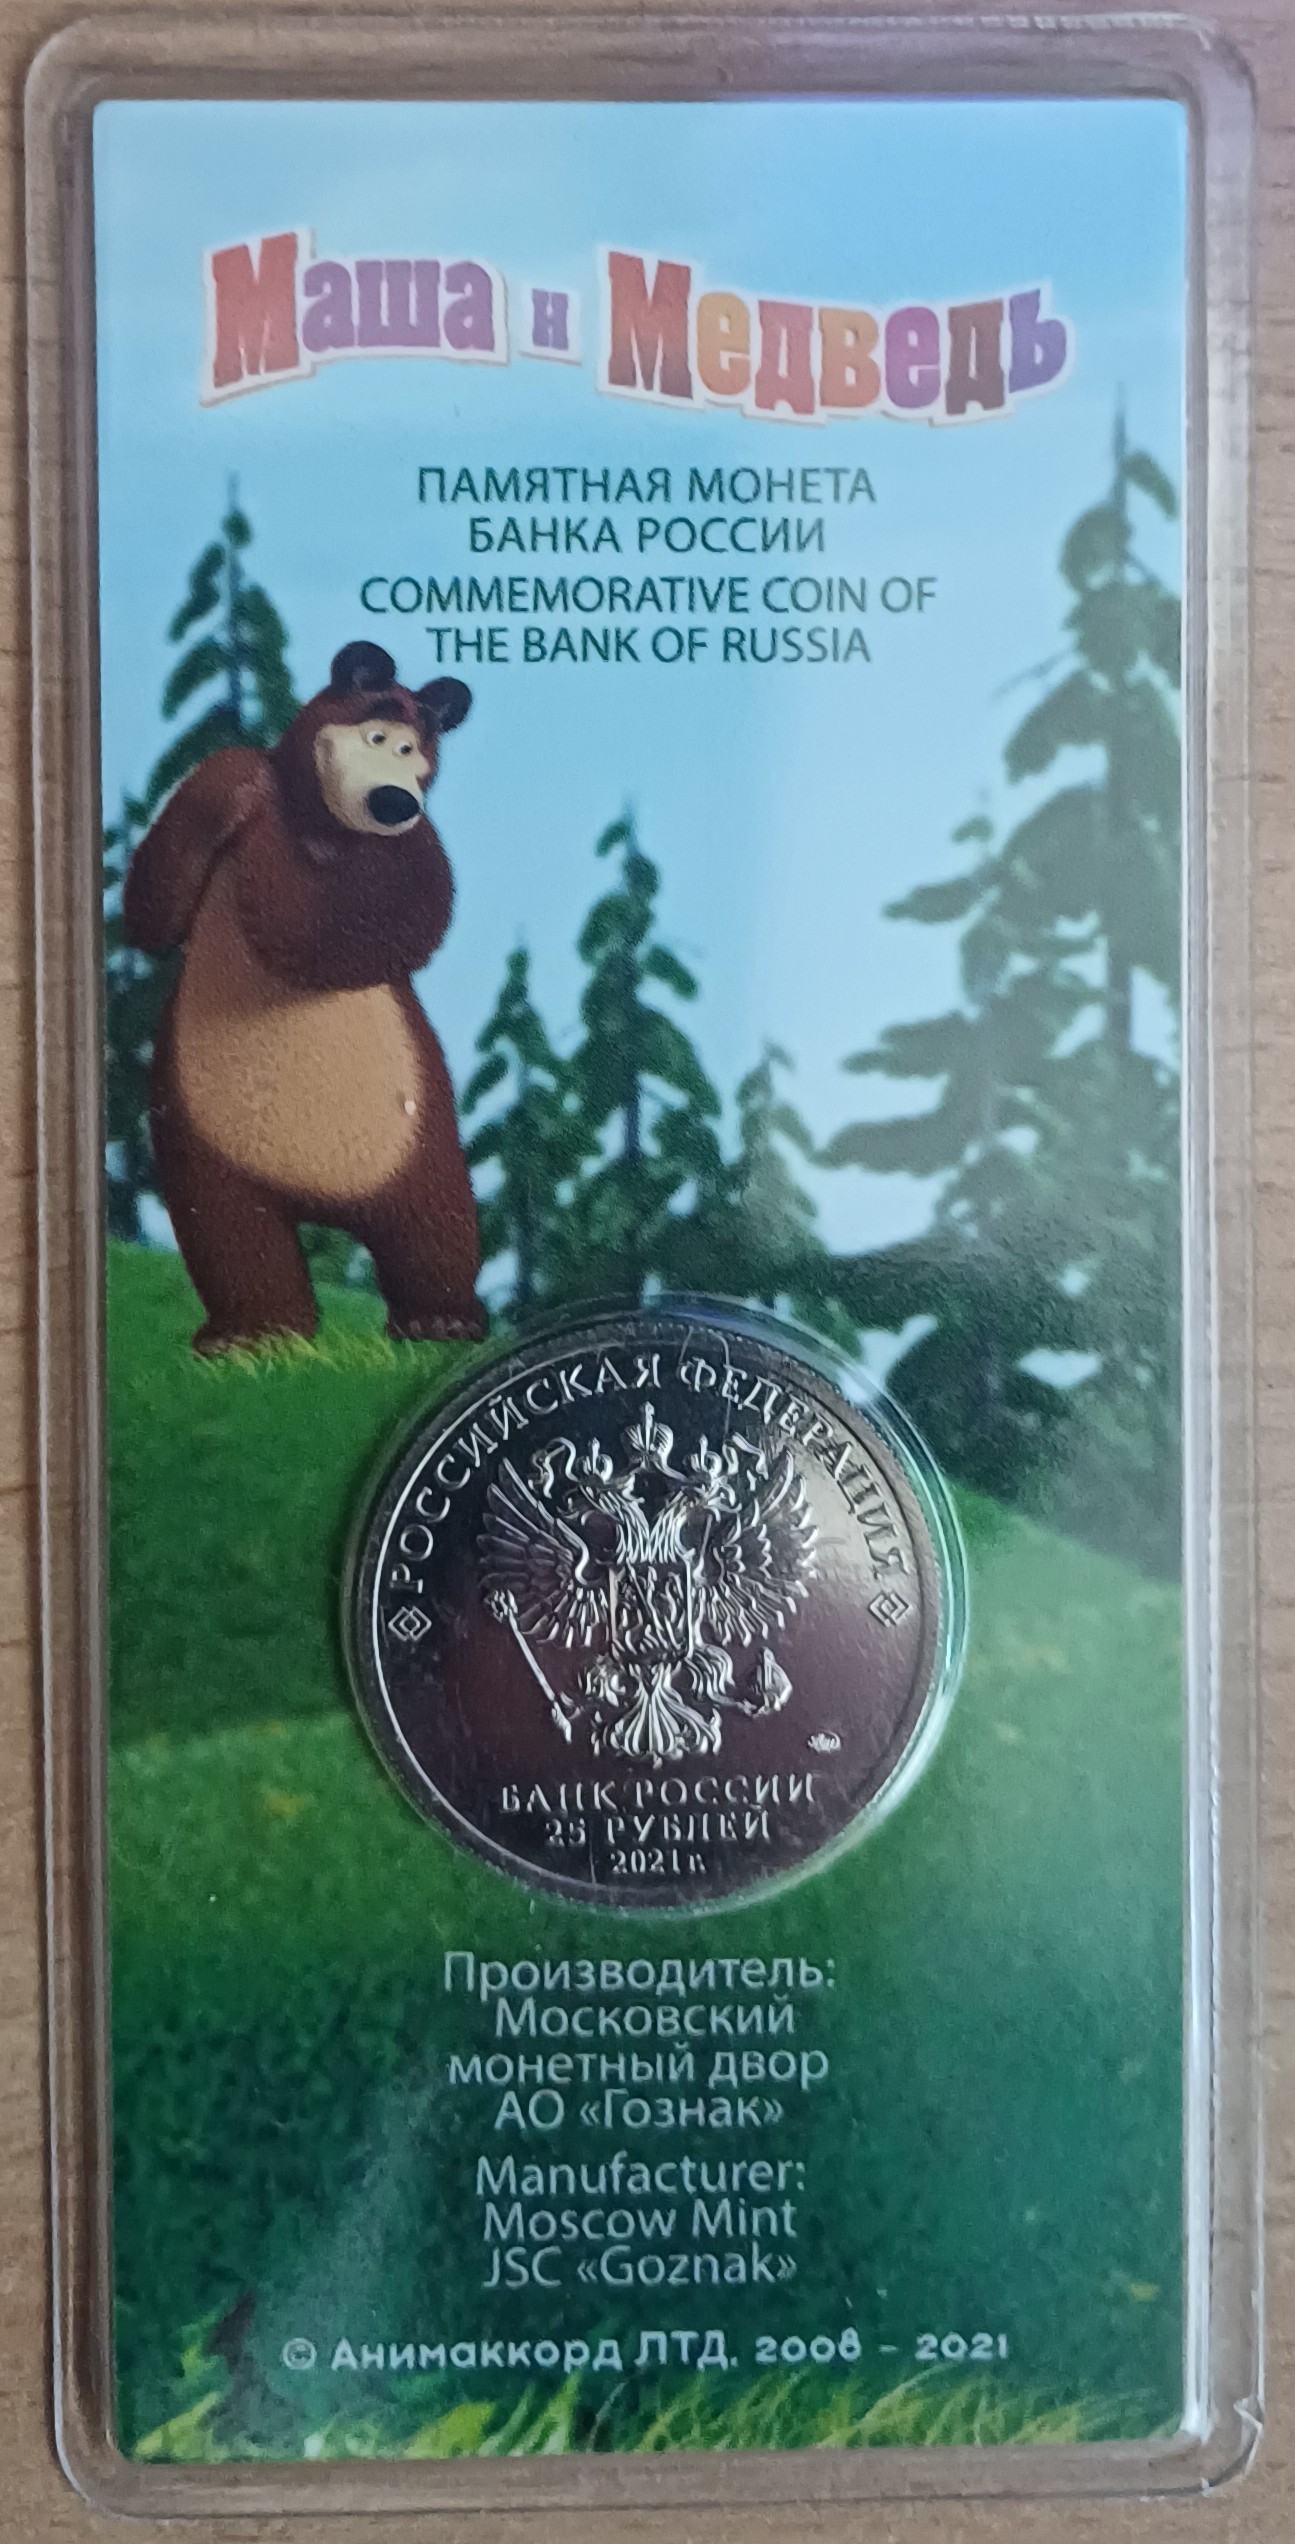 Маша и Медведь
ПАМЯТНАЯ МОНЕТА
БАНКА РОССИИ
COMMEMORATIVE COIN OF
THE BANK OF RUSSIA
РОССИЙСКАЯ ФЕДЕРАЦИЯ
БАНК РОССИИ
25 РУБЛЕЙ
2021 г.
Производитель:
Московский
монетный двор
АО «Гознак»
Manufacturer:
Moscow Mint
JSC «Goznak»
© Анимаккорд ЛТД. 2008 - 2021